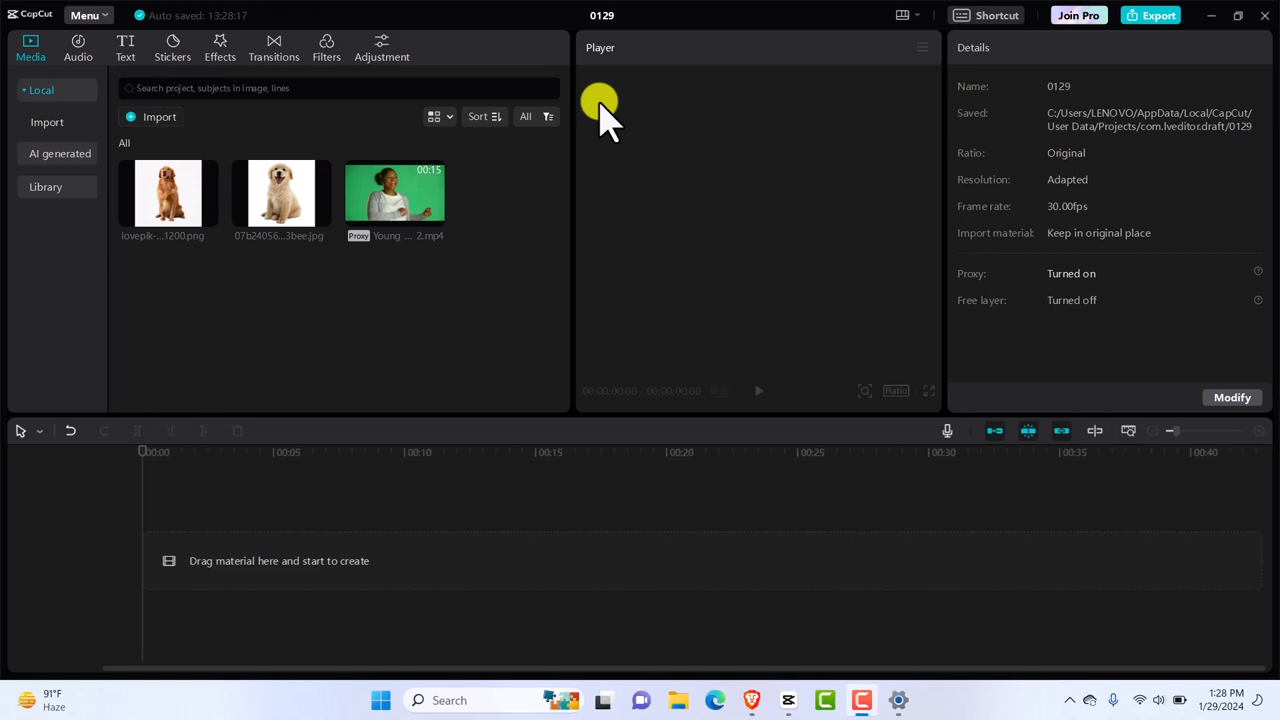 CapCut
Menu
Auto saved: 13:28:17
0129
Shortcut
Join Pro
Export
Media
Audio
Text
Stickers
Effects
Transitions
Filters
Adjustment
Player
Details
Local
Import
AI generated
Library
Search project, subjects in image, lines
Import
Sort
All
All
00:15
lovepik-...1200.png
07b24056...3bee.jpg
Proxy
Young ... 2.mp4
Name: 0129
Saved: C:/Users/LENOVO/AppData/Local/CapCut/
User Data/Projects/com.lveditor.draft/0129
Ratio: Original
Resolution: Adapted
Frame rate: 30.00fps
Import material: Keep in original place
Proxy: Turned on
Free layer: Turned off
Modify
00:00:00:00 / 00:00:00:00
Ratio
00:00
00:05
00:10
00:15
00:20
00:25
00:30
00:35
00:40
Drag material here and start to create
91°F
Haze
Search
1:28 PM
1/29/2024